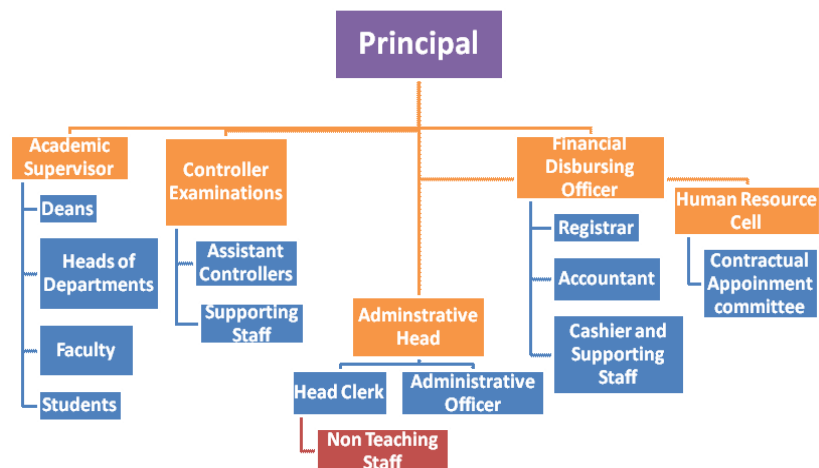 Principal
Academic
Supervisor
Deans
Heads of
Departments
Faculty
Students
Controller
Examinations
Assistant
Controllers
Supporting
Staff
Adminstrative
Head
Head Clerk
Administrative
Officer
Non Teaching
Staff
Financial
Disbursing
Officer
Registrar
Accountant
Cashier and
Supporting
Staff
Human Resource
Cell
Contractual
Appoinment
committee